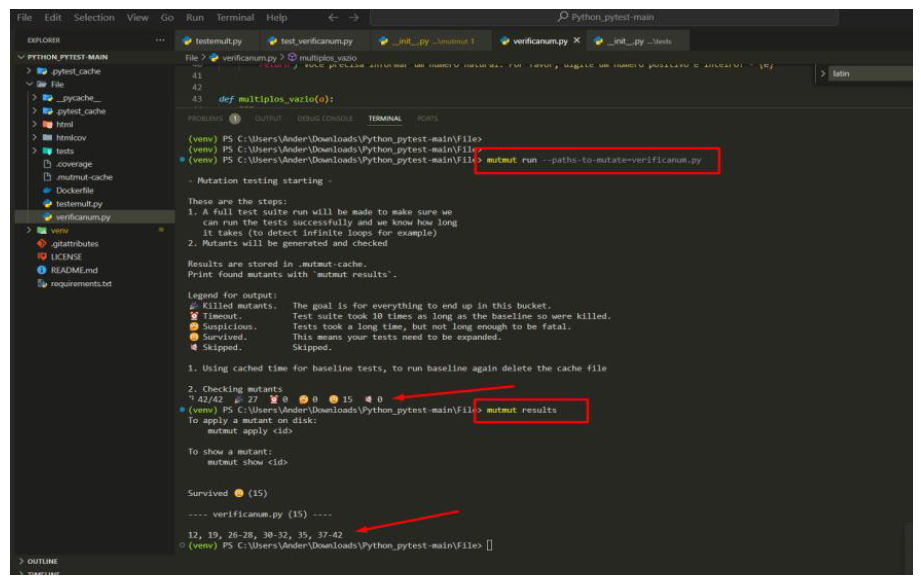 File Edit Selection View Go Run Terminal Help
Python_pytest-main
EXPLORER
testemult.py test_verificanum.py __init__.py ...\mutmut 1 verificanum.py __init__.py ...\tests
PYTHON_PYTEST-MAIN
File > verificanum.py > multiplos_vazio
.pytest_cache
File
__pycache__
.pytest_cache
html
htmlcov
tests
.coverage
.mutmut-cache
Dockerfile
testemult.py
verificanum.py
venv
.gitattributes
LICENSE
README.md
requirements.txt
OUTLINE
TIMELINE
latin
41
42
43 def multiplos_vazio(a):
PROBLEMS 1 OUTPUT DEBUG CONSOLE TERMINAL PORTS
(venv) PS C:\Users\Ander\Downloads\Python_pytest-main\File>
(venv) PS C:\Users\Ander\Downloads\Python_pytest-main\File>
(venv) PS C:\Users\Ander\Downloads\Python_pytest-main\File> mutmut run --paths-to-mutate=verificanum.py
- Mutation testing starting -
These are the steps:
1. A full test suite run will be made to make sure we
can run the tests successfully and we know how long
it takes (to detect infinite loops for example)
2. Mutants will be generated and checked
Results are stored in .mutmut-cache.
Print found mutants with `mutmut results`.
Legend for output:
🎉 Killed mutants. The goal is for everything to end up in this bucket.
⏰ Timeout. Test suite took 10 times as long as the baseline so were killed.
🤔 Suspicious. Tests took a long time, but not long enough to be fatal.
🙁 Survived. This means your tests need to be expanded.
🔇 Skipped. Skipped.
1. Using cached time for baseline tests, to run baseline again delete the cache file
2. Checking mutants
42/42 🎉 27 ⏰ 0 🤔 0 🙁 15 🔇 0
(venv) PS C:\Users\Ander\Downloads\Python_pytest-main\File> mutmut results
To apply a mutant on disk:
mutmut apply <id>
To show a mutant:
mutmut show <id>
Survived 🙁 (15)
---- verificanum.py (15) ----
12, 19, 26-28, 30-32, 35, 37-42
(venv) PS C:\Users\Ander\Downloads\Python_pytest-main\File>